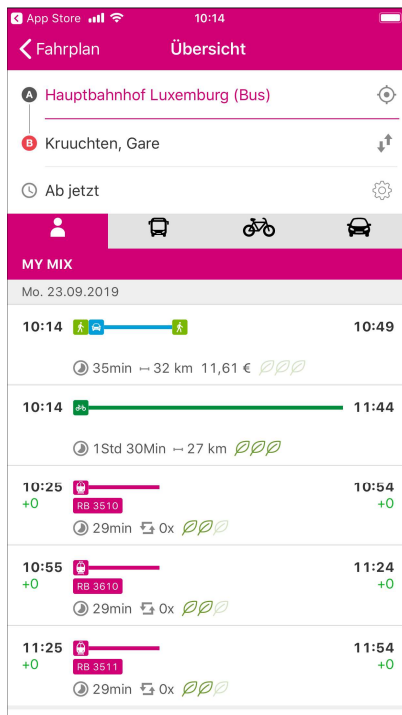 App Store 10:14
Fahrplan Übersicht
A Hauptbahnhof Luxemburg (Bus)
B Kruuchten, Gare
Ab jetzt
MY MIX
Mo. 23.09.2019
10:14 10:49
35min 32 km 11,61 €
10:14 11:44
1Std 30Min 27 km
10:25 10:54
+0 RB 3510 +0
29min 0x
10:55 11:24
+0 RB 3610 +0
29min 0x
11:25 11:54
+0 RB 3511 +0
29min 0x